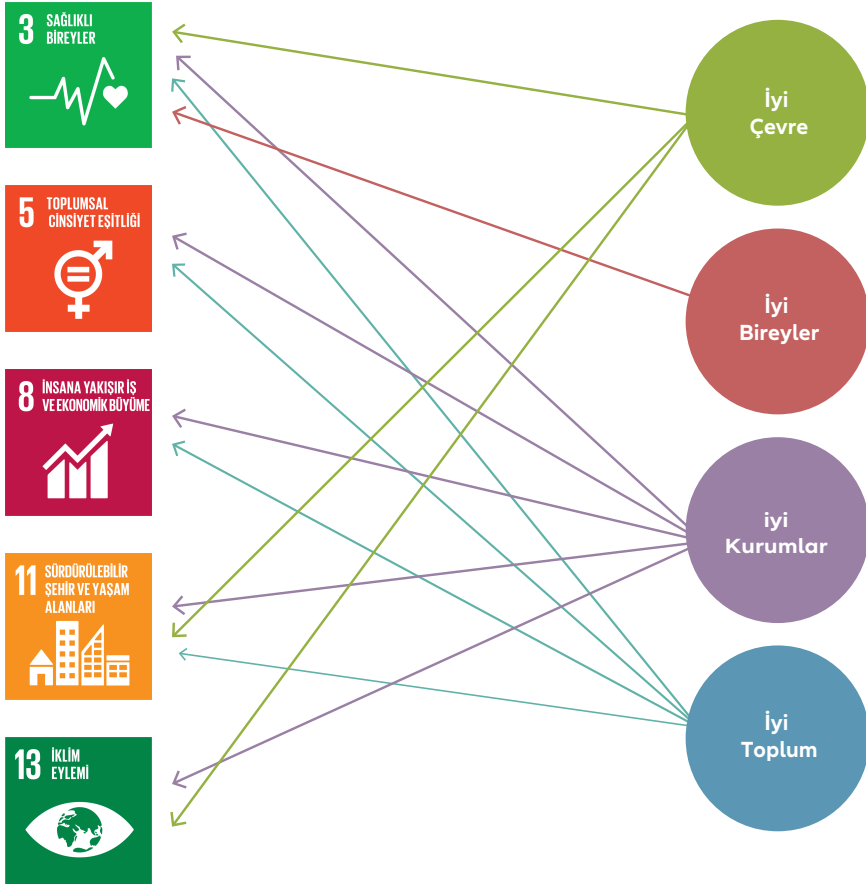 3 SAĞLIKLI
BİREYLER
5 TOPLUMSAL
CİNSİYET EŞİTLİĞİ
8 İNSANA YAKIŞIR İŞ
VE EKONOMİK BÜYÜME
11 SÜRDÜRÜLEBİLİR
ŞEHİR VE YAŞAM
ALANLARI
13 İKLİM
EYLEMİ
İyi
Çevre
İyi
Bireyler
iyi
Kurumlar
İyi
Toplum